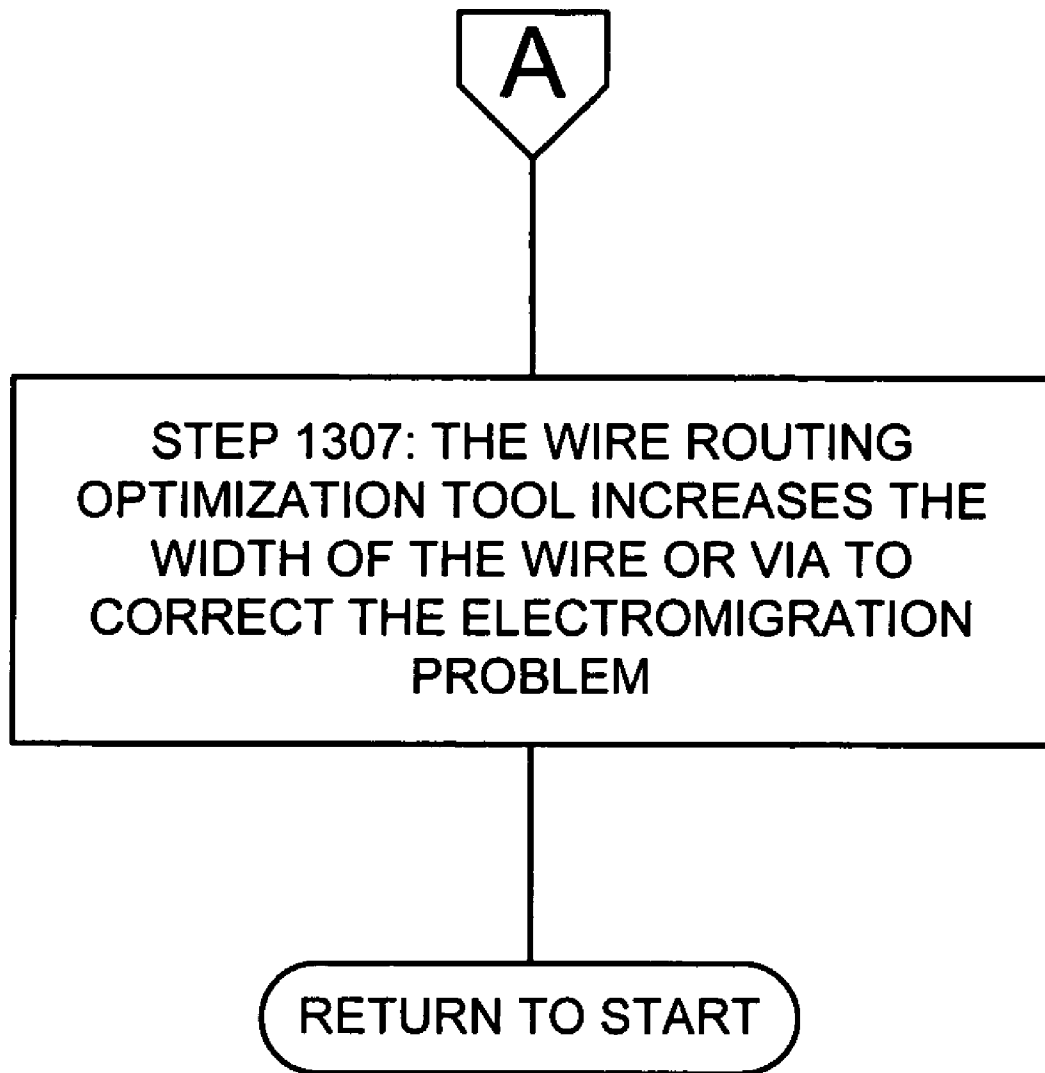 A
STEP 1307: THE WIRE ROUTING
OPTIMIZATION TOOL INCREASES THE
WIDTH OF THE WIRE OR VIA TO
CORRECT THE ELECTROMIGRATION
PROBLEM
RETURN TO START